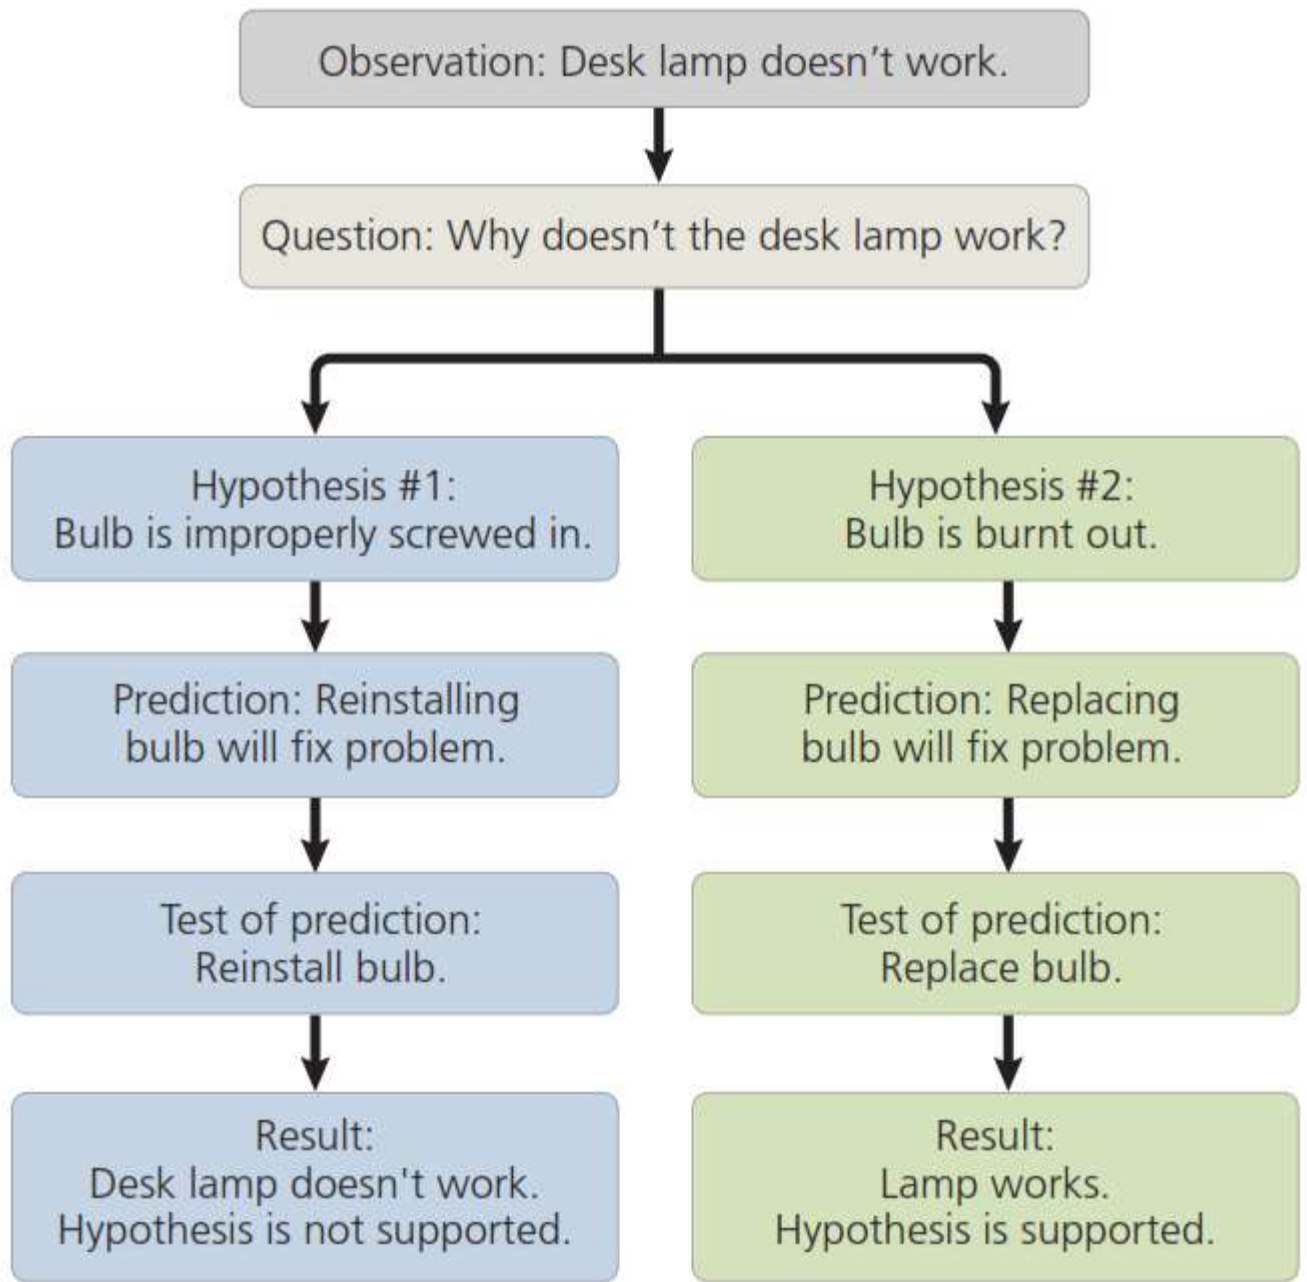 Observation: Desk lamp doesn’t work.
Question: Why doesn’t the desk lamp work?
Hypothesis #1:
Bulb is improperly screwed in.
Prediction: Reinstalling
bulb will fix problem.
Test of prediction:
Reinstall bulb.
Result:
Desk lamp doesn't work.
Hypothesis is not supported.
Hypothesis #2:
Bulb is burnt out.
Prediction: Replacing
bulb will fix problem.
Test of prediction:
Replace bulb.
Result:
Lamp works.
Hypothesis is supported.